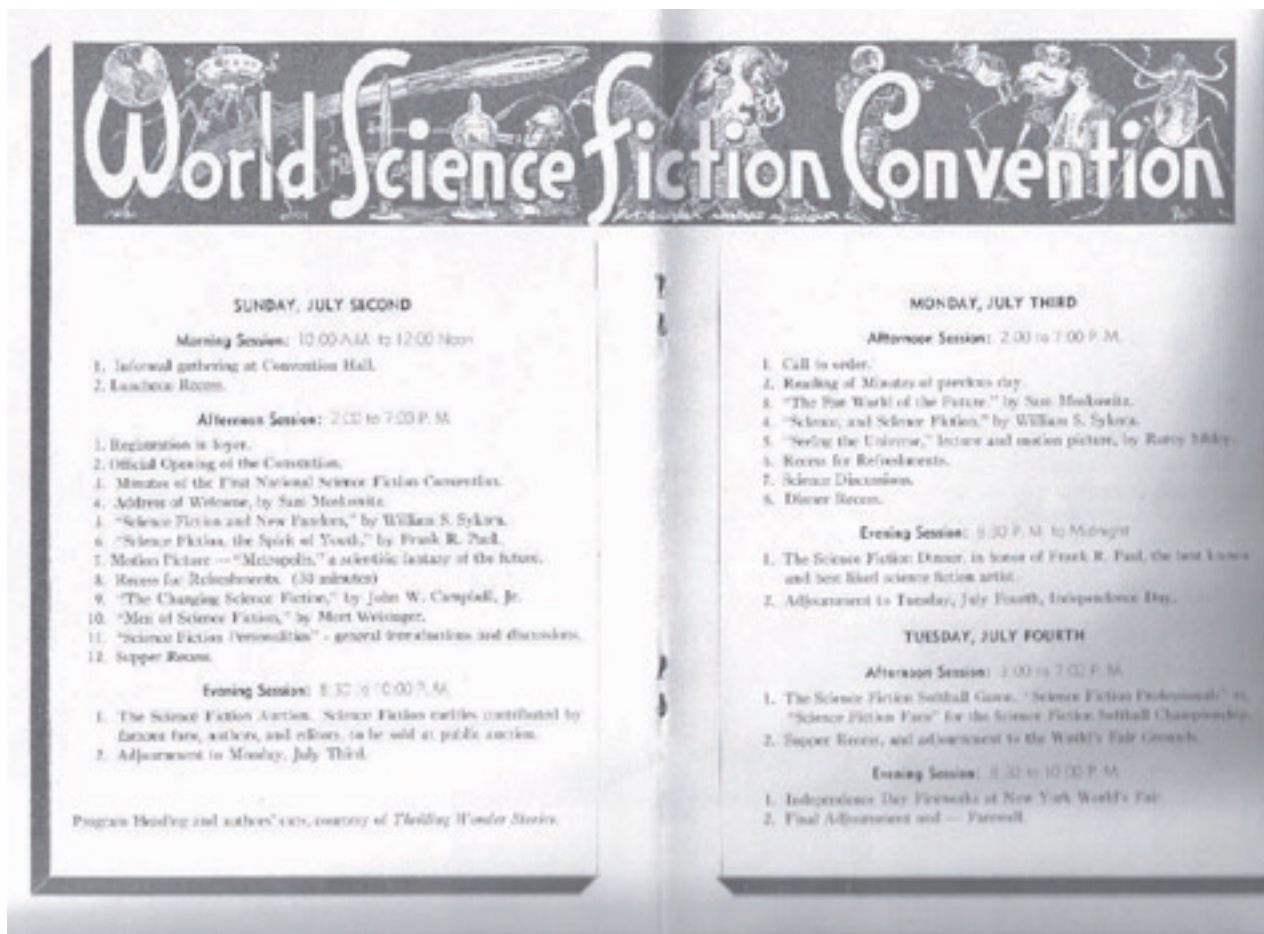 World Science Fiction Convention
SUNDAY, JULY SECOND
Morning Session: 10:00 A.M. to 12:00 Noon
1. Informal gathering at Convention Hall.
2. Luncheon Recess.
Afternoon Session: 2:00 to 7:00 P. M.
1. Registration in foyer.
2. Official Opening of the Convention.
3. Minutes of the First National Science Fiction Convention.
4. Address of Welcome, by Sam Moskowitz.
5. "Science Fiction and New Fandom," by William S. Sykora.
6. "Science Fiction, the Spirit of Youth," by Frank R. Paul.
7. Motion Picture — "Metropolis," a scientific fantasy of the future.
8. Recess for Refreshments. (30 minutes)
9. "The Changing Science Fiction," by John W. Campbell, Jr.
10. "Men of Science Fiction," by Mort Weisinger.
11. "Science Fiction Personalities" - general introductions and discussions.
12. Supper Recess.
Evening Session: 8:30 to 10:00 P. M.
1. The Science Fiction Auction. Science Fiction rarities contributed by
famous fans, authors, and editors, to be sold at public auction.
2. Adjournment to Monday, July Third.
Program Heading and authors' cuts, courtesy of Thrilling Wonder Stories.
MONDAY, JULY THIRD
Afternoon Session: 2:00 to 7:00 P. M.
1. Call to order.
2. Reading of Minutes of previous day.
3. "The Fan World of the Future," by Sam Moskowitz.
4. "Science, and Science Fiction," by William S. Sykora.
5. "Seeing the Universe," lecture and motion picture, by
6. Recess for Refreshments.
7. Science Discussions.
8. Dinner Recess.
Evening Session: 8:30 P. M. to Midnight
1. The Science Fiction Dinner, in honor of Frank R. Paul, the best known
and best liked science fiction artist.
2. Adjournment to Tuesday, July Fourth, Independence Day.
TUESDAY, JULY FOURTH
Afternoon Session: to 7:00 P. M.
1. The Science Fiction Softball Game. "Science Fiction Professionals" vs.
"Science Fiction Fans" for the Science Fiction Softball Championship.
2. Supper Recess, and adjournment to the World's Fair Grounds.
Evening Session: 8:30 to 10:00 P. M.
1. Independence Day Fireworks at New York World's Fair.
2. Final Adjournment and — Farewell.